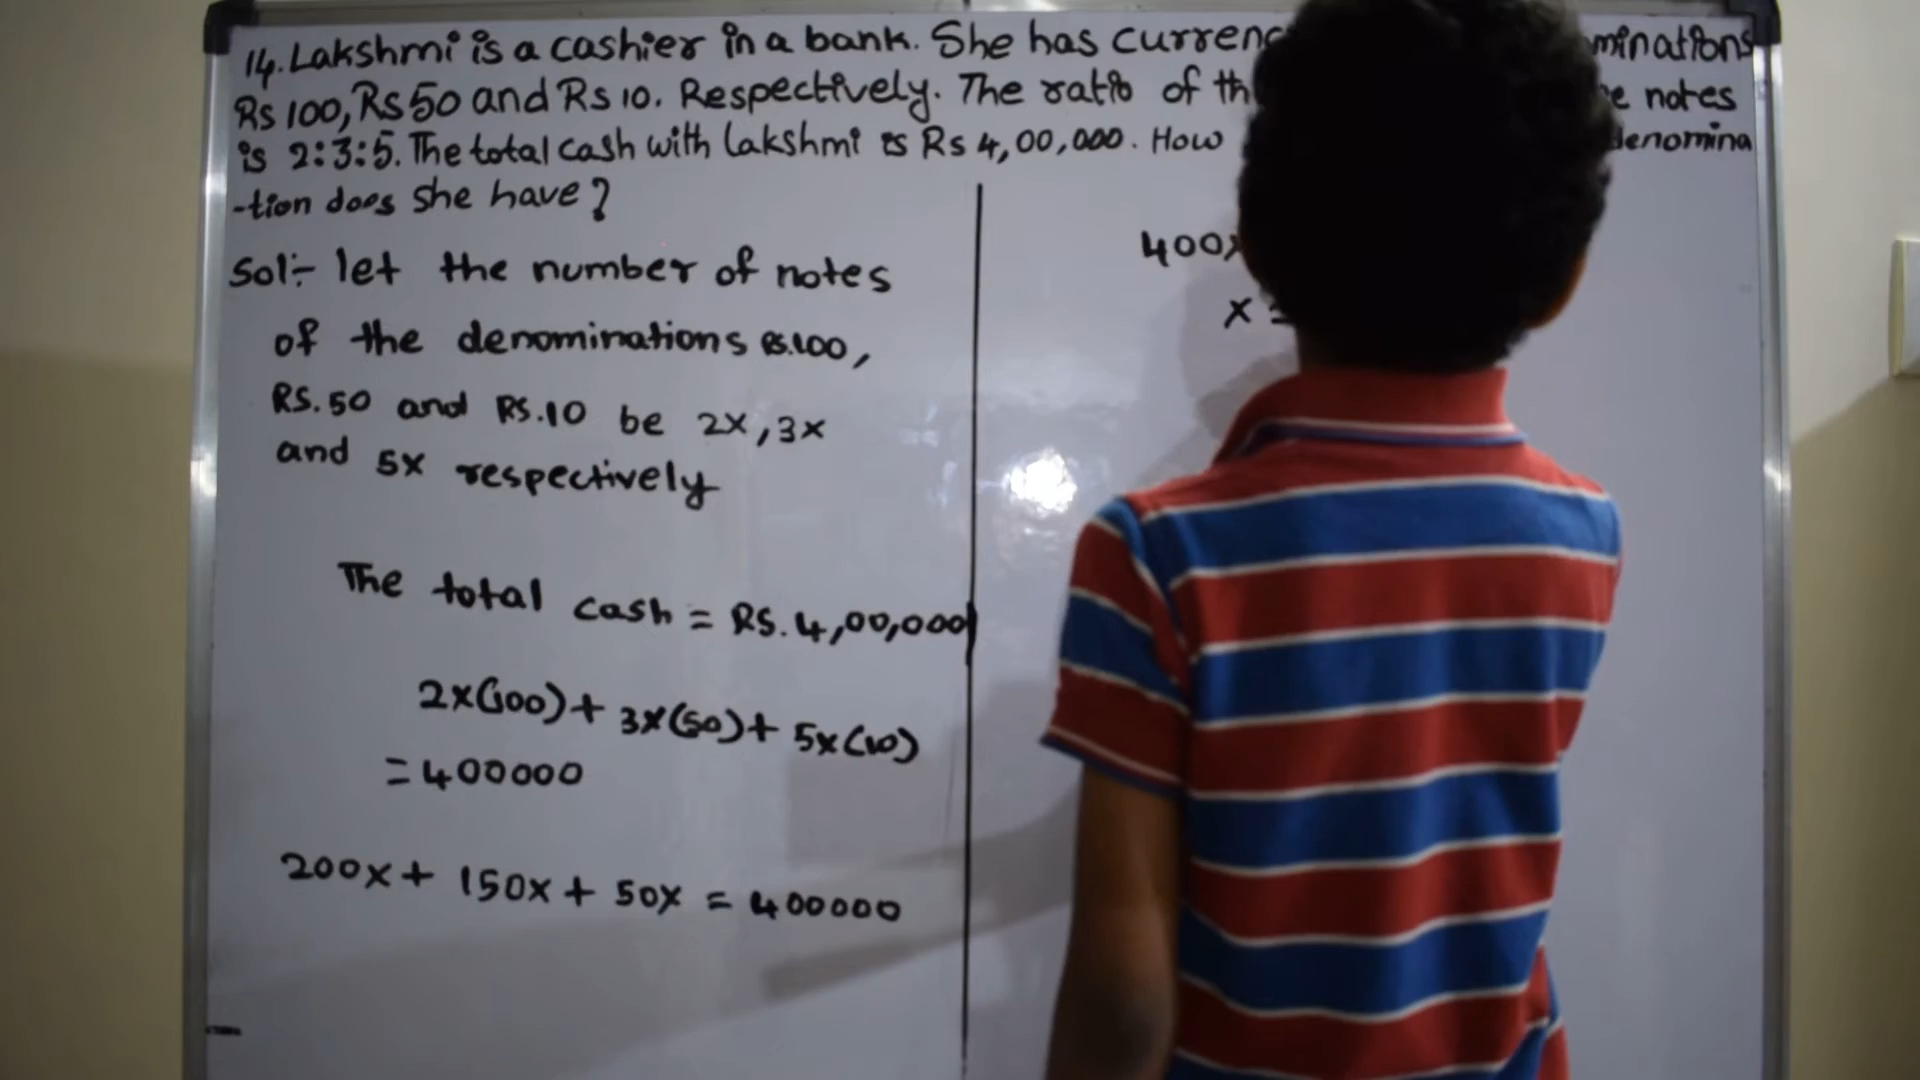 14. Lakshmi is a cashier in a bank. She has minations
Rs 100, Rs 50 and Rs 10. Respectively. The ratio of notes
is 2:3:5. The total cash with lakshmi is Rs 4,00,000. How denomina
-tion does she have?
Sol:- let the number of notes
of the denominations Rs.100,
RS.50 and RS.10 be 2x, 3x
and 5x respectively
The total cash = RS. 4,00,000
2x(100) + 3x(50) + 5x(10)
= 400000
200x + 150x + 50x = 400000
400x
x =